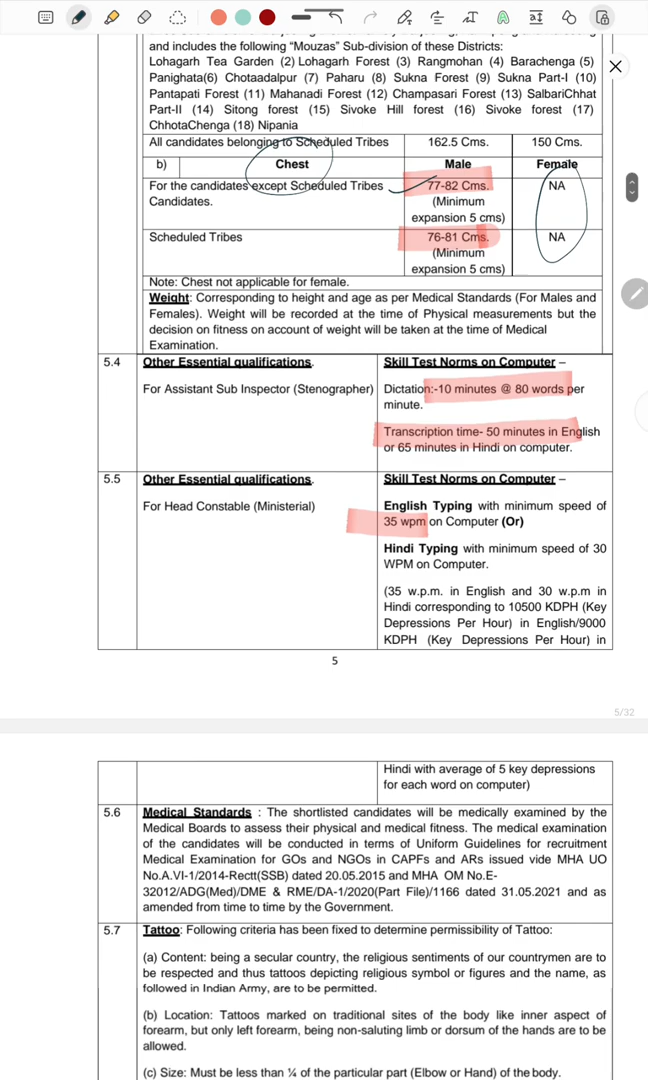 and includes the following “Mouzas” Sub-division of these Districts:
Lohagarh Tea Garden (2) Lohagarh Forest (3) Rangmohan (4) Barachenga (5)
Panighata(6) Chotaadalpur (7) Paharu (8) Sukna Forest (9) Sukna Part-I (10)
Pantapati Forest (11) Mahanadi Forest (12) Champasari Forest (13) SalbariChhat
Part-II (14) Sitong forest (15) Sivoke Hill forest (16) Sivoke forest (17)
ChhotaChenga (18) Nipania
All candidates belonging to Scheduled Tribes 162.5 Cms. 150 Cms.
b) Chest Male Female
For the candidates except Scheduled Tribes 77-82 Cms. NA
Candidates. (Minimum
expansion 5 cms)
Scheduled Tribes 76-81 Cms. NA
(Minimum
expansion 5 cms)
Note: Chest not applicable for female.
Weight: Corresponding to height and age as per Medical Standards (For Males and
Females). Weight will be recorded at the time of Physical measurements but the
decision on fitness on account of weight will be taken at the time of Medical
Examination.
5.4 Other Essential qualifications. Skill Test Norms on Computer –
For Assistant Sub Inspector (Stenographer) Dictation:-10 minutes @ 80 words per
minute.
Transcription time- 50 minutes in English
or 65 minutes in Hindi on computer.
5.5 Other Essential qualifications. Skill Test Norms on Computer –
For Head Constable (Ministerial) English Typing with minimum speed of
35 wpm on Computer (Or)
Hindi Typing with minimum speed of 30
WPM on Computer.
(35 w.p.m. in English and 30 w.p.m in
Hindi corresponding to 10500 KDPH (Key
Depressions Per Hour) in English/9000
KDPH (Key Depressions Per Hour) in
5
5/32
Hindi with average of 5 key depressions
for each word on computer)
5.6 Medical Standards : The shortlisted candidates will be medically examined by the
Medical Boards to assess their physical and medical fitness. The medical examination
of the candidates will be conducted in terms of Uniform Guidelines for recruitment
Medical Examination for GOs and NGOs in CAPFs and ARs issued vide MHA UO
No.A.VI-1/2014-Rectt(SSB) dated 20.05.2015 and MHA OM No.E-
32012/ADG(Med)/DME & RME/DA-1/2020(Part File)/1166 dated 31.05.2021 and as
amended from time to time by the Government.
5.7 Tattoo: Following criteria has been fixed to determine permissibility of Tattoo:
(a) Content: being a secular country, the religious sentiments of our countrymen are to
be respected and thus tattoos depicting religious symbol or figures and the name, as
followed in Indian Army, are to be permitted.
(b) Location: Tattoos marked on traditional sites of the body like inner aspect of
forearm, but only left forearm, being non-saluting limb or dorsum of the hands are to be
allowed.
(c) Size: Must be less than ¼ of the particular part (Elbow or Hand) of the body.